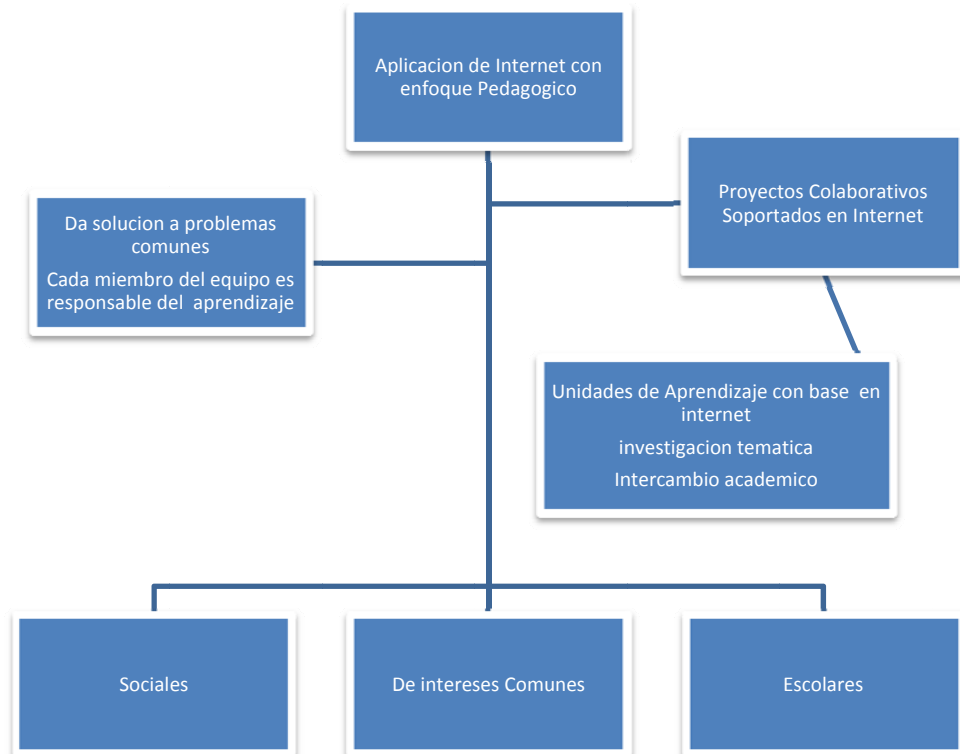 Aplicacion de Internet con
enfoque Pedagogico
Proyectos Colaborativos
Soportados en Internet
Da solucion a problemas
comunes
Cada miembro del equipo es
responsable del aprendizaje
Unidades de Aprendizaje con base en
internet
investigacion tematica
Intercambio academico
Sociales
De intereses Comunes
Escolares